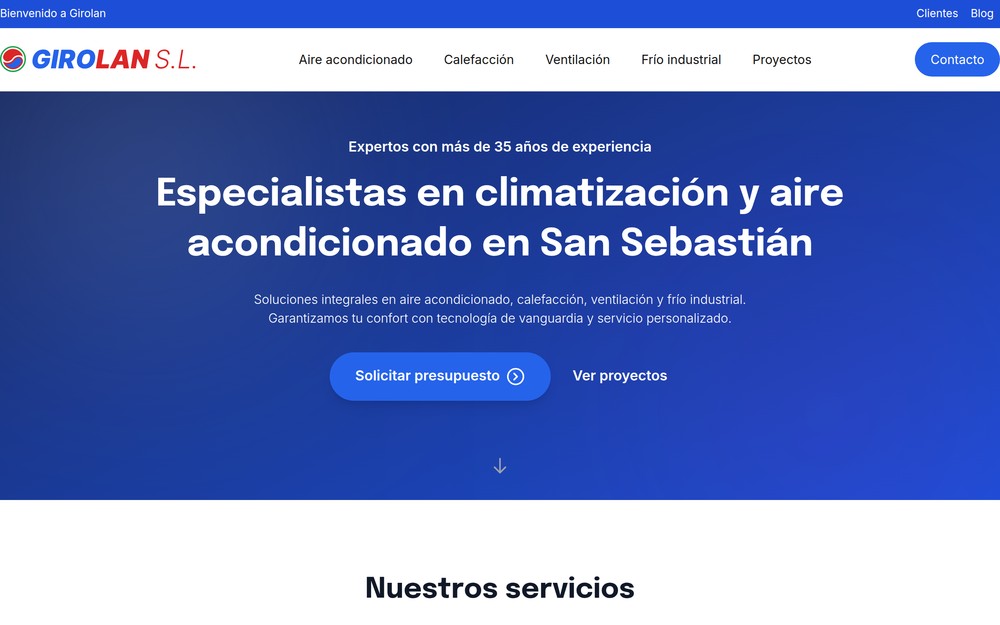 Bienvenido a Girolan
Clientes
Blog
GIROLAN S.L.
Aire acondicionado
Calefacción
Ventilación
Frío industrial
Proyectos
Contacto
Expertos con más de 35 años de experiencia
Especialistas en climatización y aire
acondicionado en San Sebastián
Soluciones integrales en aire acondicionado, calefacción, ventilación y frío industrial.
Garantizamos tu confort con tecnología de vanguardia y servicio personalizado.
Solicitar presupuesto
Ver proyectos
Nuestros servicios